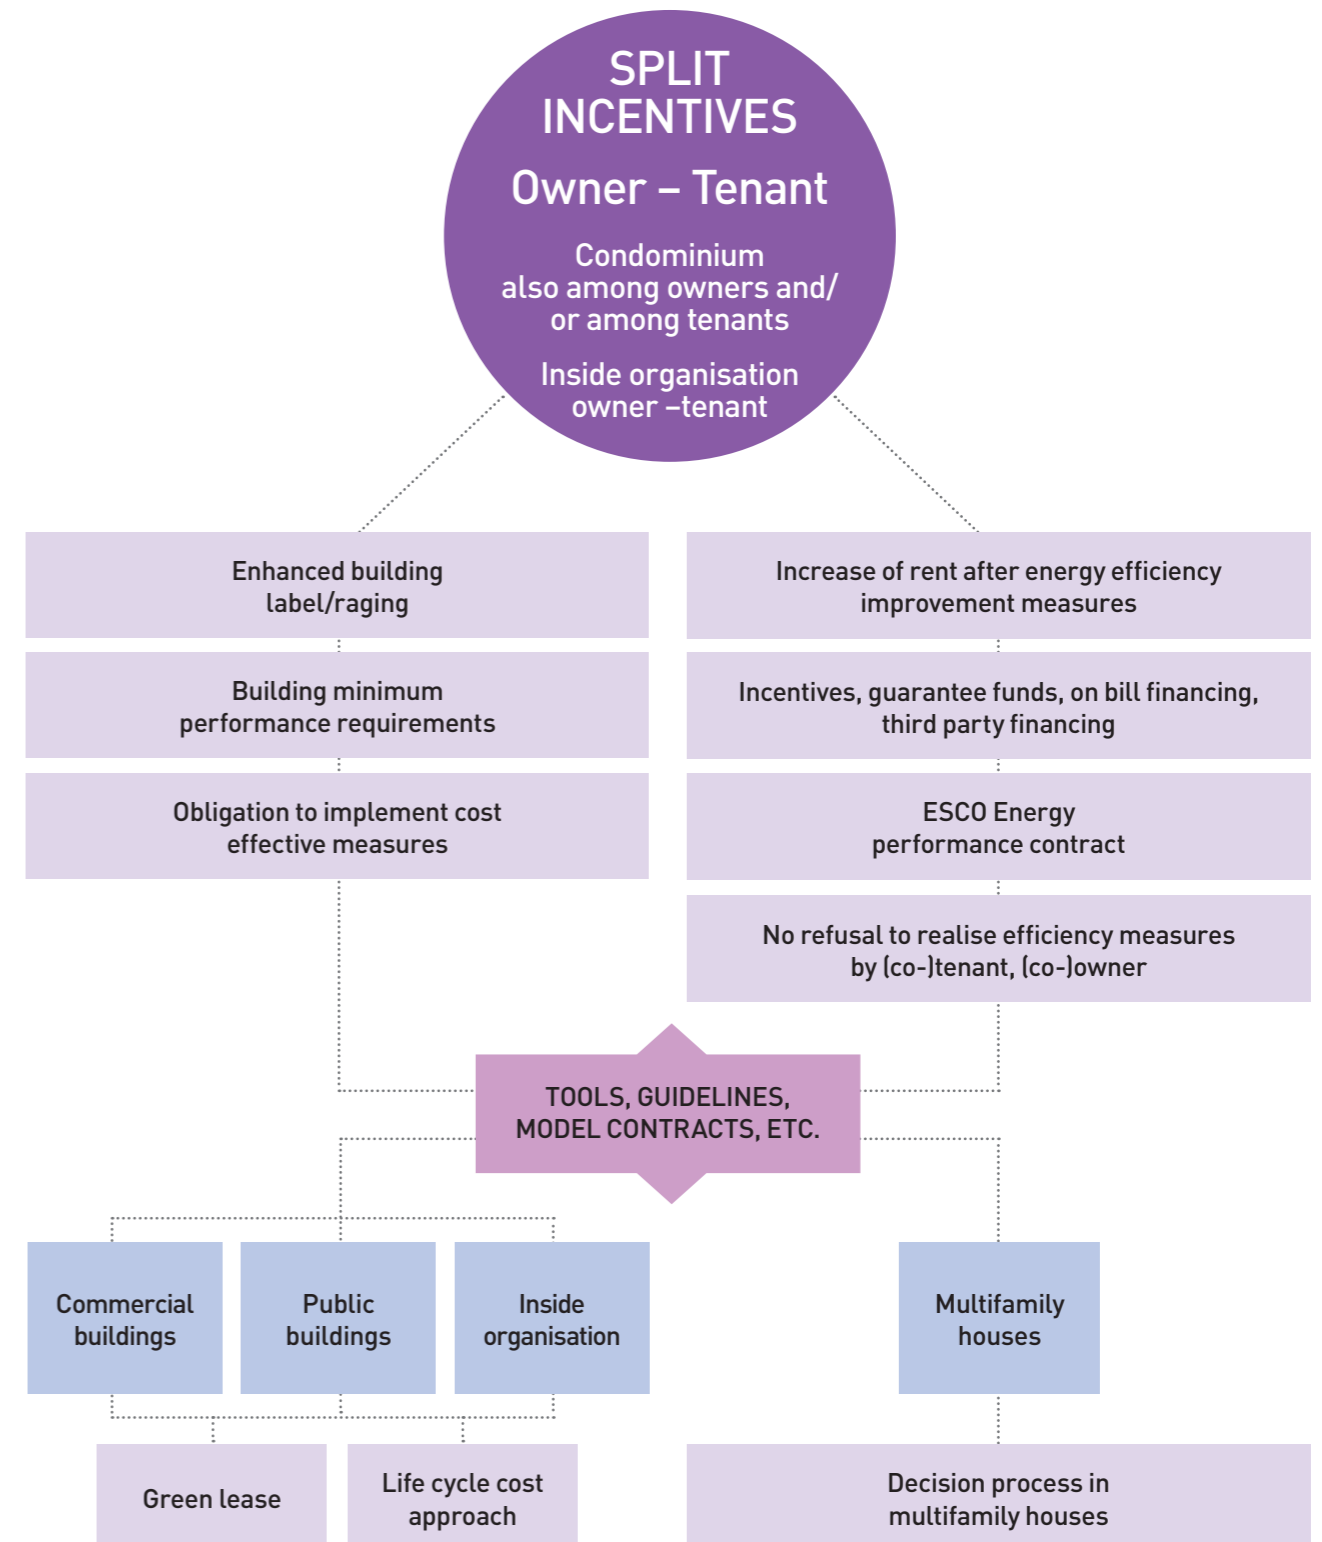 SPLIT
INCENTIVES
Owner – Tenant
Condominium
also among owners and/
or among tenants
Inside organisation
owner –tenant
Enhanced building
label/raging
Building minimum
performance requirements
Obligation to implement cost
effective measures
Increase of rent after energy efficiency
improvement measures
Incentives, guarantee funds, on bill financing,
third party financing
ESCO Energy
performance contract
No refusal to realise efficiency measures
by (co-)tenant, (co-)owner
TOOLS, GUIDELINES,
MODEL CONTRACTS, ETC.
Commercial
buildings
Public
buildings
Inside
organisation
Multifamily
houses
Green lease
Life cycle cost
approach
Decision process in
multifamily houses